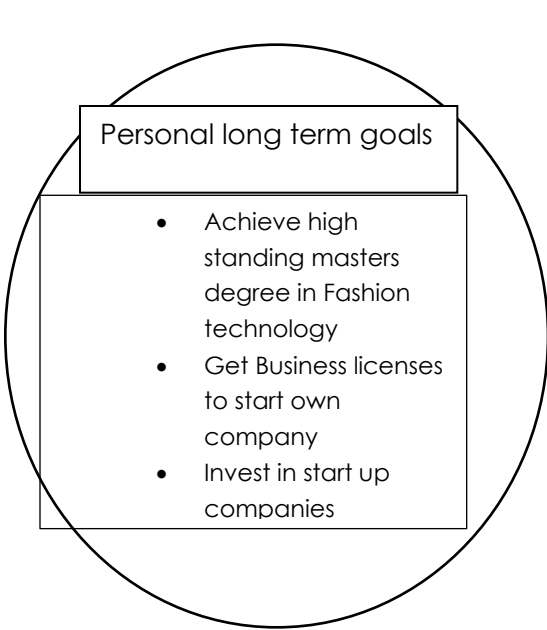 Personal long term goals
• Achieve high
standing masters
degree in Fashion
technology
• Get Business licenses
to start own
company
• Invest in start up
companies